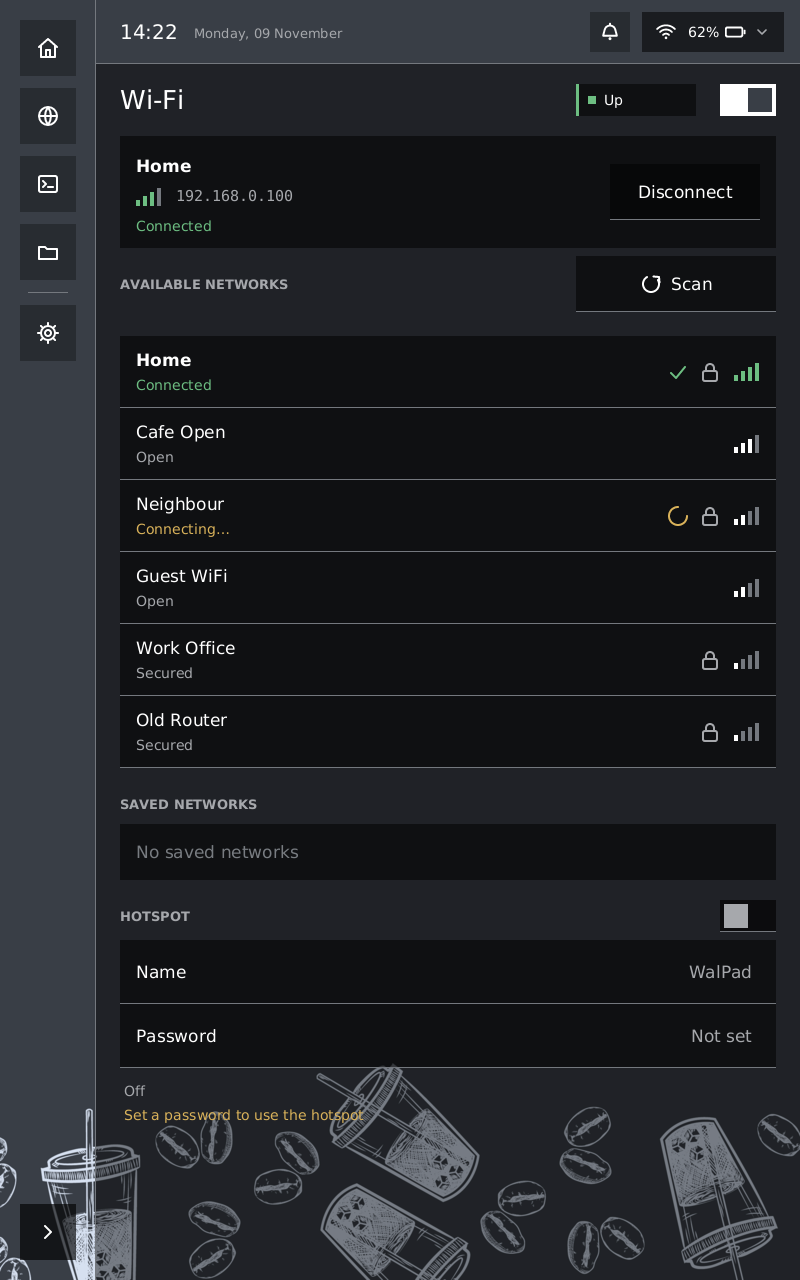 14:22 Monday, 09 November 62%
Wi-Fi Up
Home
192.168.0.100
Connected
Disconnect
AVAILABLE NETWORKS Scan
Home
Connected
Cafe Open
Open
Neighbour
Connecting...
Guest WiFi
Open
Work Office
Secured
Old Router
Secured
SAVED NETWORKS
No saved networks
HOTSPOT
Name WalPad
Password Not set
Off
Set a password to use the hotspot